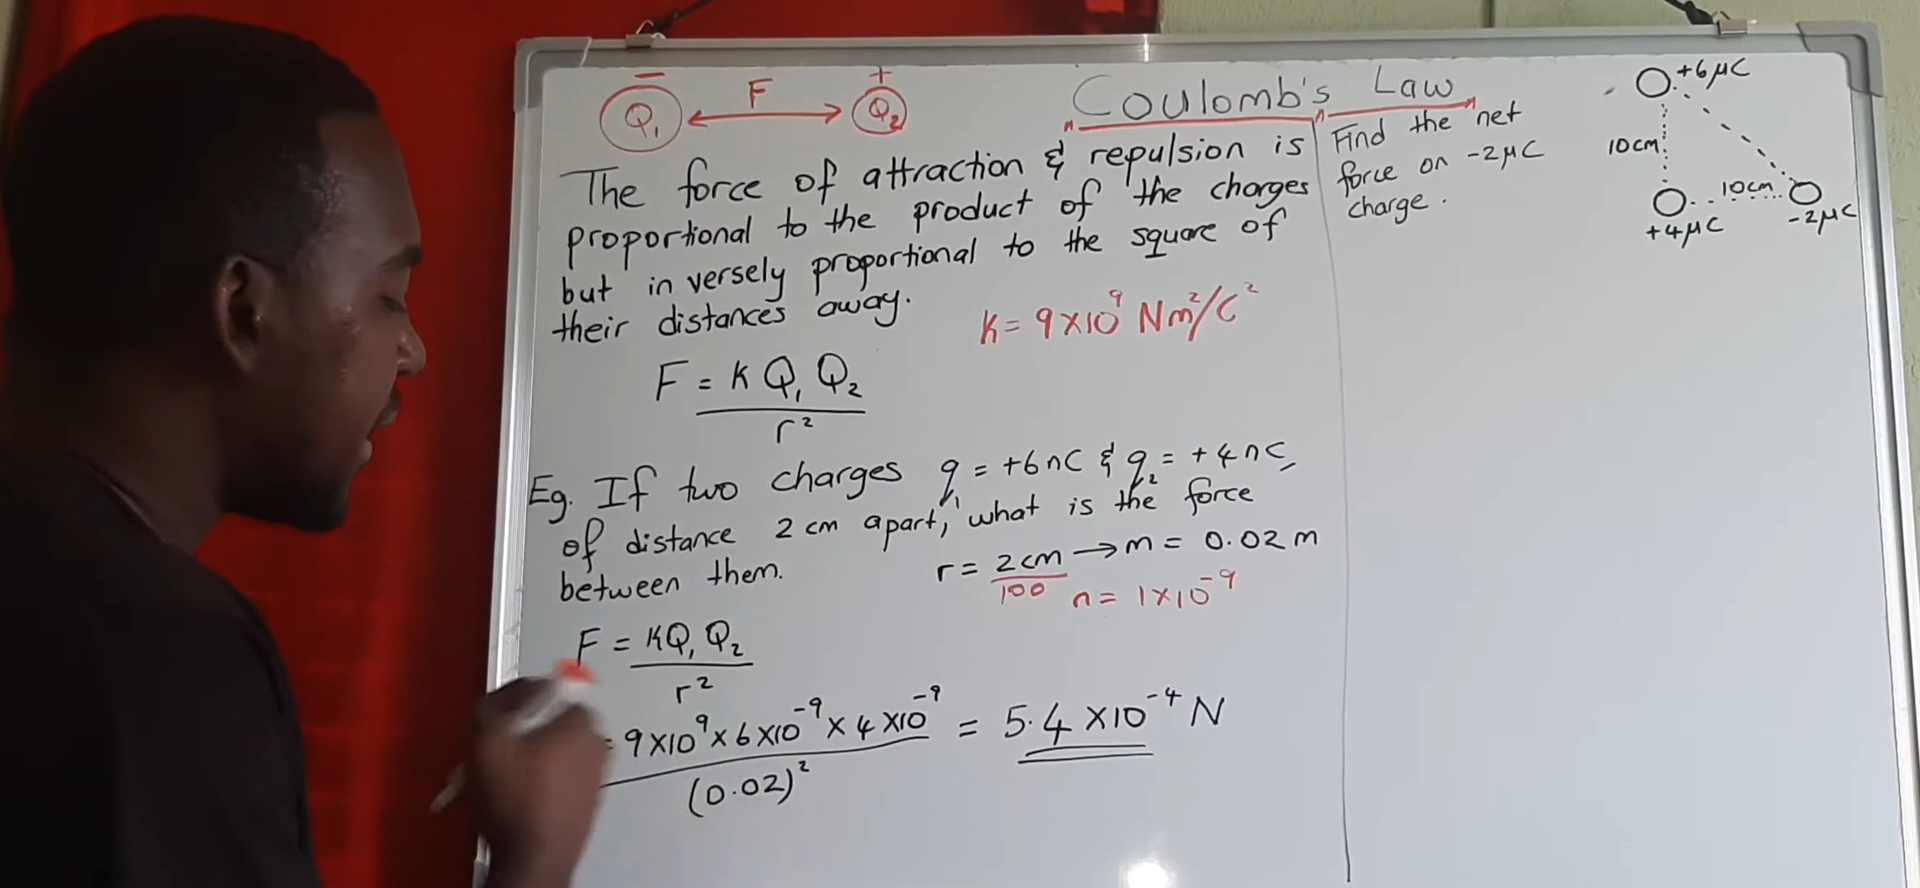 − +
Q₁ F Q₂
Coulomb's Law
The force of attraction & repulsion is
proportional to the product of the charges
but inversely proportional to the square of
their distances away.
K = 9×10⁹ Nm²/C²
F = K Q₁ Q₂
r²
Eg. If two charges q₁ = +6nC & q₂ = +4nC,
of distance 2cm apart, what is the force
between them.
r = 2cm → m = 0.02m
100
n = 1×10⁻⁹
F = KQ₁Q₂
r²
= 9×10⁹ × 6×10⁻⁹ × 4×10⁻⁹ = 5.4×10⁻⁴ N
(0.02)²
Find the net
force on -2μC
charge.
+6μC
10cm
10cm
+4μC
-2μC